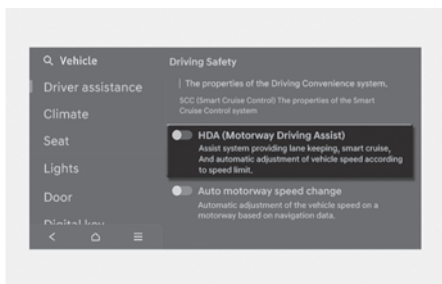 Vehicle
Driver assistance
Climate
Seat
Lights
Door
Digital key
Driving Safety
The properties of the Driving Convenience system,
SCC (Smart Cruise Control) The properties of the Smart
Cruise Control system
HDA (Motorway Driving Assist)
Assist system providing lane keeping, smart cruise,
And automatic adjustment of vehicle speed according
to speed limit,
Auto motorway speed change
Automatic adjustment of the vehicle speed on a
motorway based on navigation data.